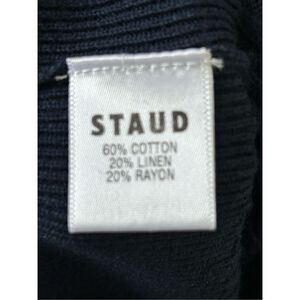 STAUD
60% COTTON
20% LINEN
20% RAYON